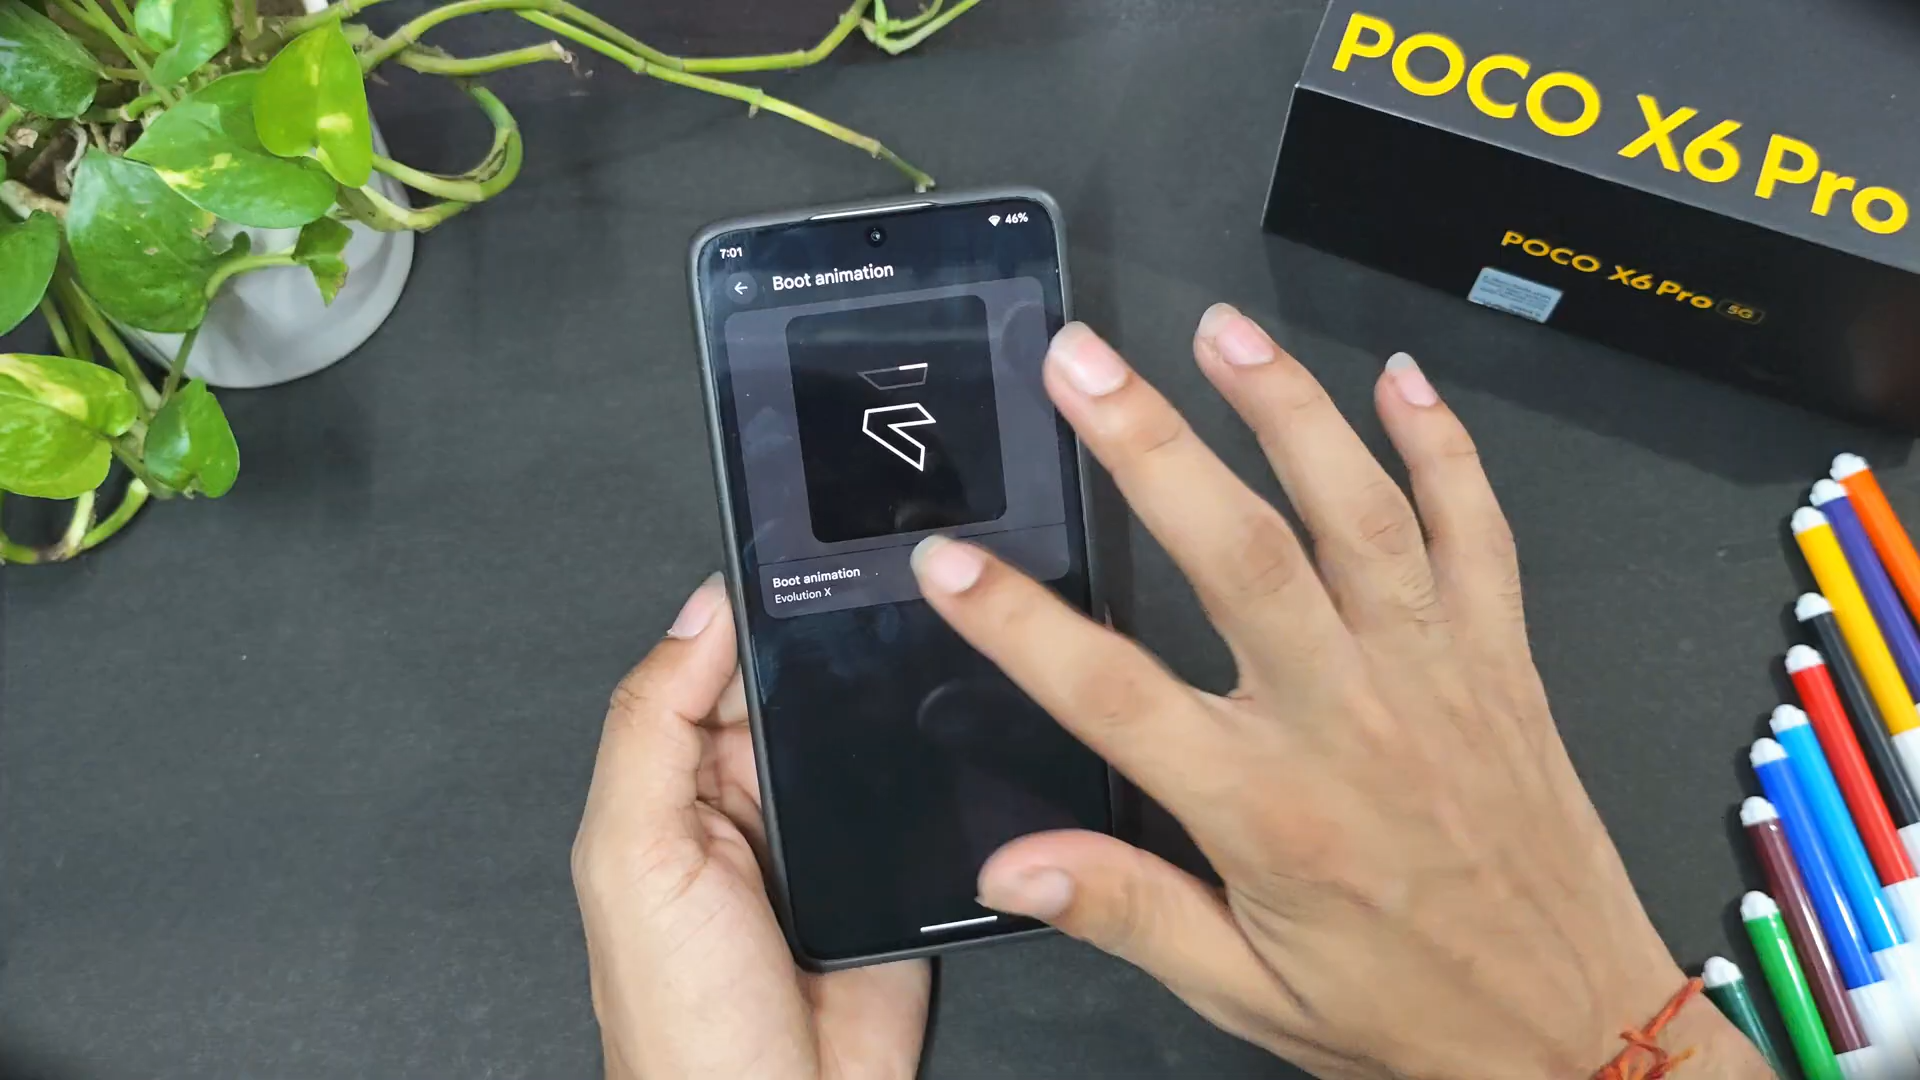 POCO X6 Pro
POCO X6 Pro 5G
7:01
46%
Boot animation
Boot animation
Evolution X